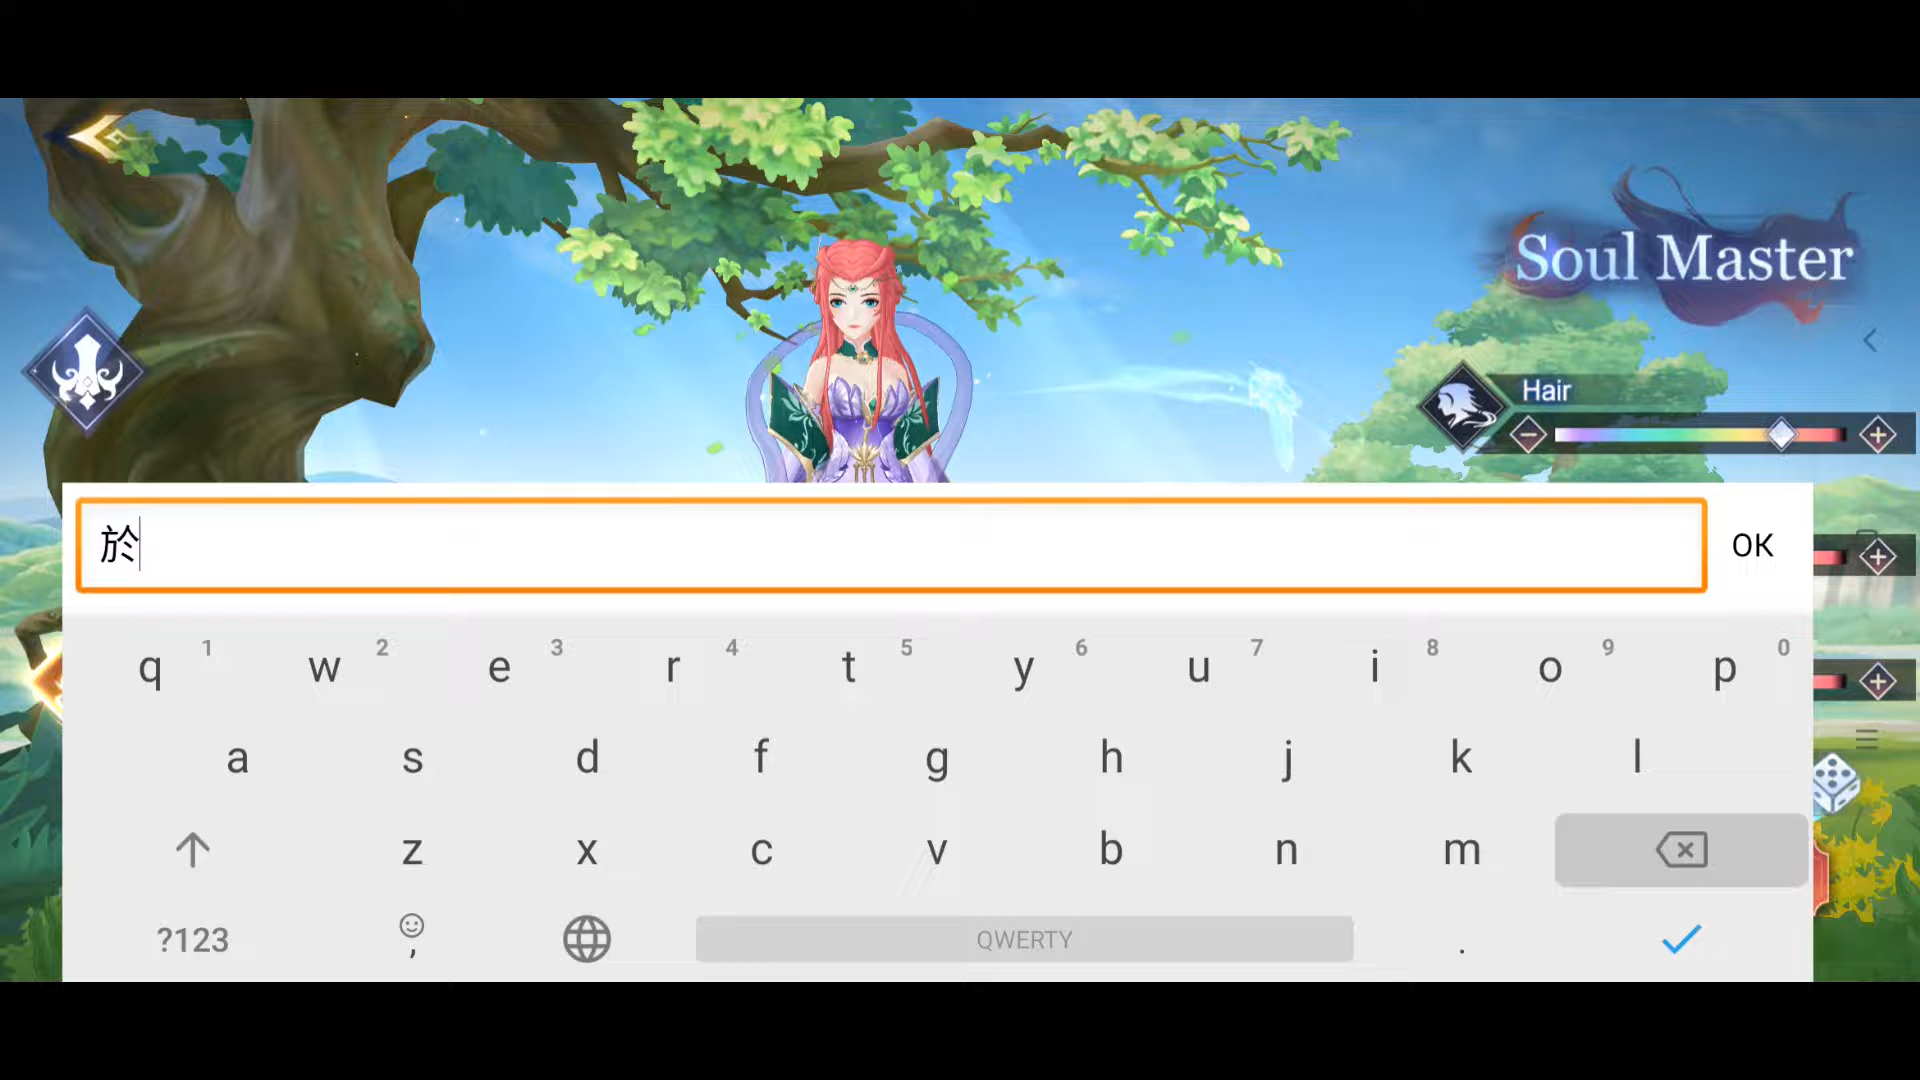 Soul Master
Hair
於
OK
q 1 w 2 e 3 r 4 t 5 y 6 u 7 i 8 o 9 p 0
a s d f g h j k l
z x c v b n m
?123 , QWERTY .